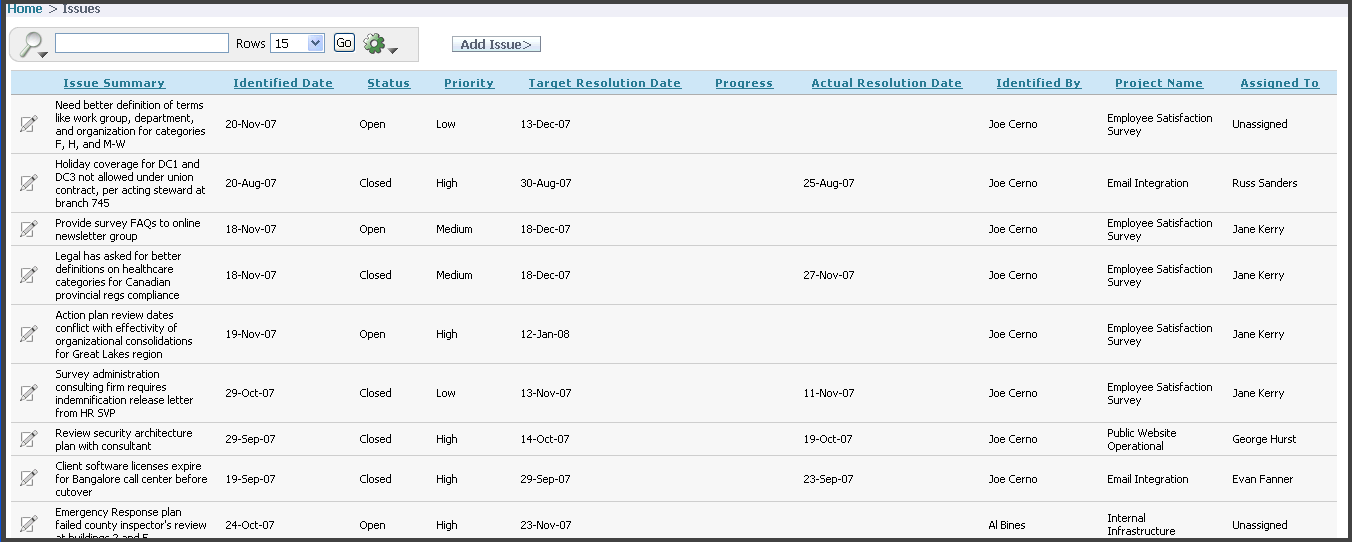 Home > Issues
Rows 15 Go Add Issue>
Issue Summary Identified Date Status Priority Target Resolution Date Progress Actual Resolution Date Identified By Project Name Assigned To
Need better definition of terms
like work group, department,
and organization for categories
F, H, and M-W
20-Nov-07 Open Low 13-Dec-07 Joe Cerno
Employee Satisfaction
Survey
Unassigned
Holiday coverage for DC1 and
DC3 not allowed under union
contract, per acting steward at
branch 745
20-Aug-07 Closed High 30-Aug-07 25-Aug-07 Joe Cerno Email Integration Russ Sanders
Provide survey FAQs to online
newsletter group
18-Nov-07 Open Medium 18-Dec-07 Joe Cerno
Employee Satisfaction
Survey
Jane Kerry
Legal has asked for better
definitions on healthcare
categories for Canadian
provincial regs compliance
18-Nov-07 Closed Medium 18-Dec-07 27-Nov-07 Joe Cerno
Employee Satisfaction
Survey
Jane Kerry
Action plan review dates
conflict with effectivity of
organizational consolidations
for Great Lakes region
19-Nov-07 Open High 12-Jan-08 Joe Cerno
Employee Satisfaction
Survey
Jane Kerry
Survey administration
consulting firm requires
indemnification release letter
from HR SVP
29-Oct-07 Closed Low 13-Nov-07 11-Nov-07 Joe Cerno
Employee Satisfaction
Survey
Jane Kerry
Review security architecture
plan with consultant
29-Sep-07 Closed High 14-Oct-07 19-Oct-07 Joe Cerno
Public Website
Operational
George Hurst
Client software licenses expire
for Bangalore call center before
cutover
19-Sep-07 Closed High 29-Sep-07 23-Sep-07 Joe Cerno Email Integration Evan Fanner
Emergency Response plan
failed county inspector's review
at buildings 2 and 5
24-Oct-07 Open High 23-Nov-07 Al Bines
Internal
Infrastructure
Unassigned